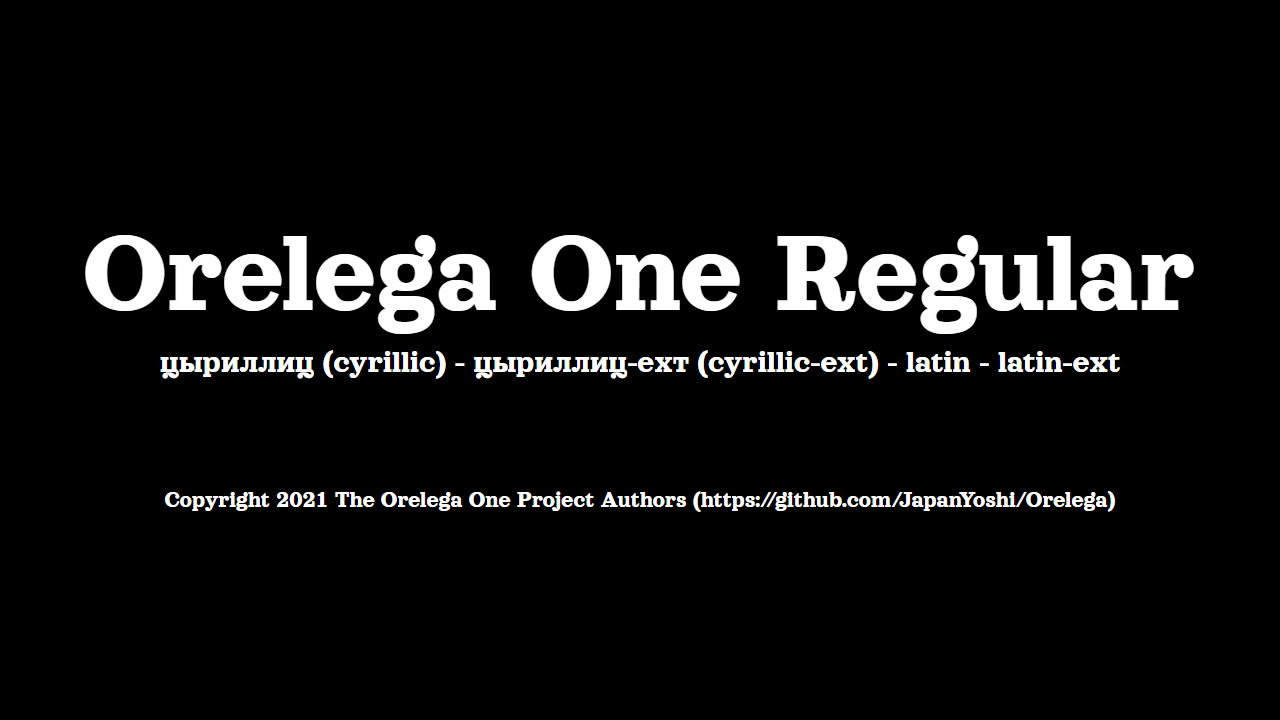 Orelega One Regular
цыриллиц (cyrillic) - цыриллиц-ехт (cyrillic-ext) - latin - latin-ext
Copyright 2021 The Orelega One Project Authors (https://github.com/JapanYoshi/Orelega)